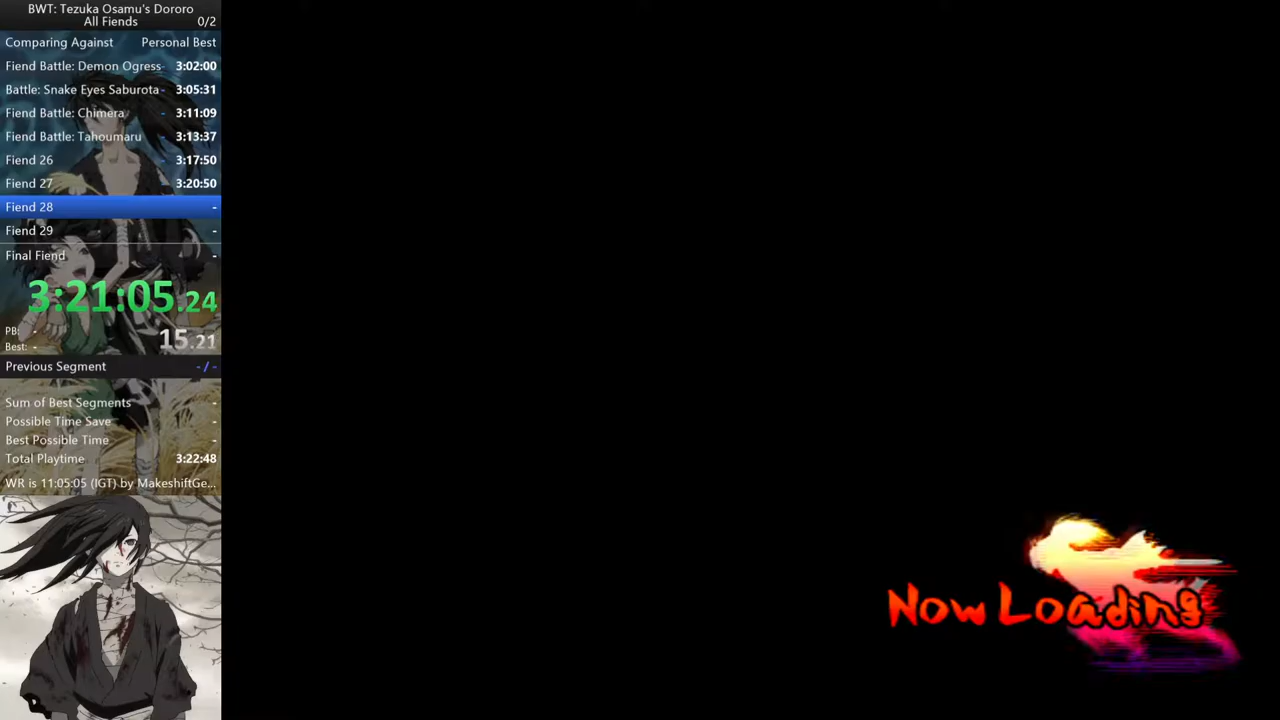 BWT: Tezuka Osamu's Dororo
All Fiends 0/2
Comparing Against Personal Best
Fiend Battle: Demon Ogress - 3:02:00
Battle: Snake Eyes Saburota - 3:05:31
Fiend Battle: Chimera - 3:11:09
Fiend Battle: Tahoumaru - 3:13:37
Fiend 26 - 3:17:50
Fiend 27 - 3:20:50
Fiend 28 -
Fiend 29 -
Final Fiend -
3:21:05.24
PB: - 15.21
Best: -
Previous Segment - / -
Sum of Best Segments -
Possible Time Save -
Best Possible Time -
Total Playtime 3:22:48
WR is 11:05:05 (IGT) by MakeshiftGe...
Now Loading